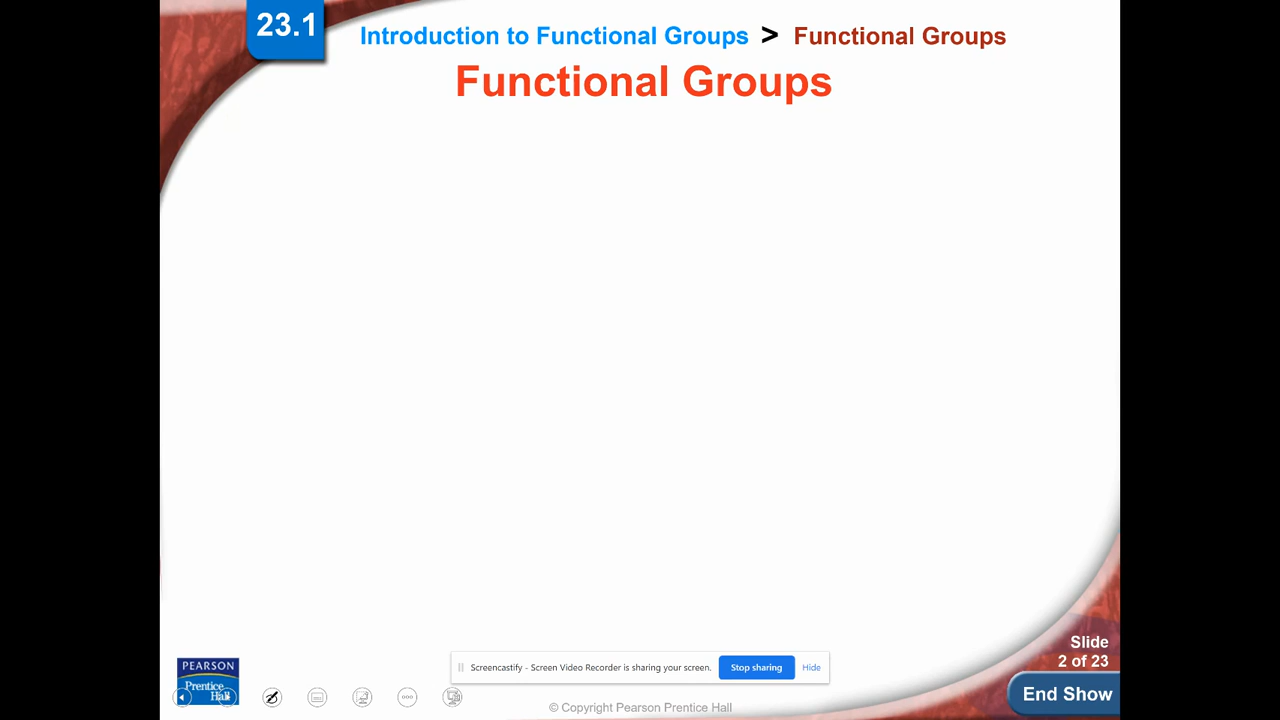 23.1
Introduction to Functional Groups > Functional Groups
Functional Groups
Slide
2 of 23
Screencastify - Screen Video Recorder is sharing your screen. Stop sharing Hide
PEARSON
Prentice
Hall
End Show
© Copyright Pearson Prentice Hall